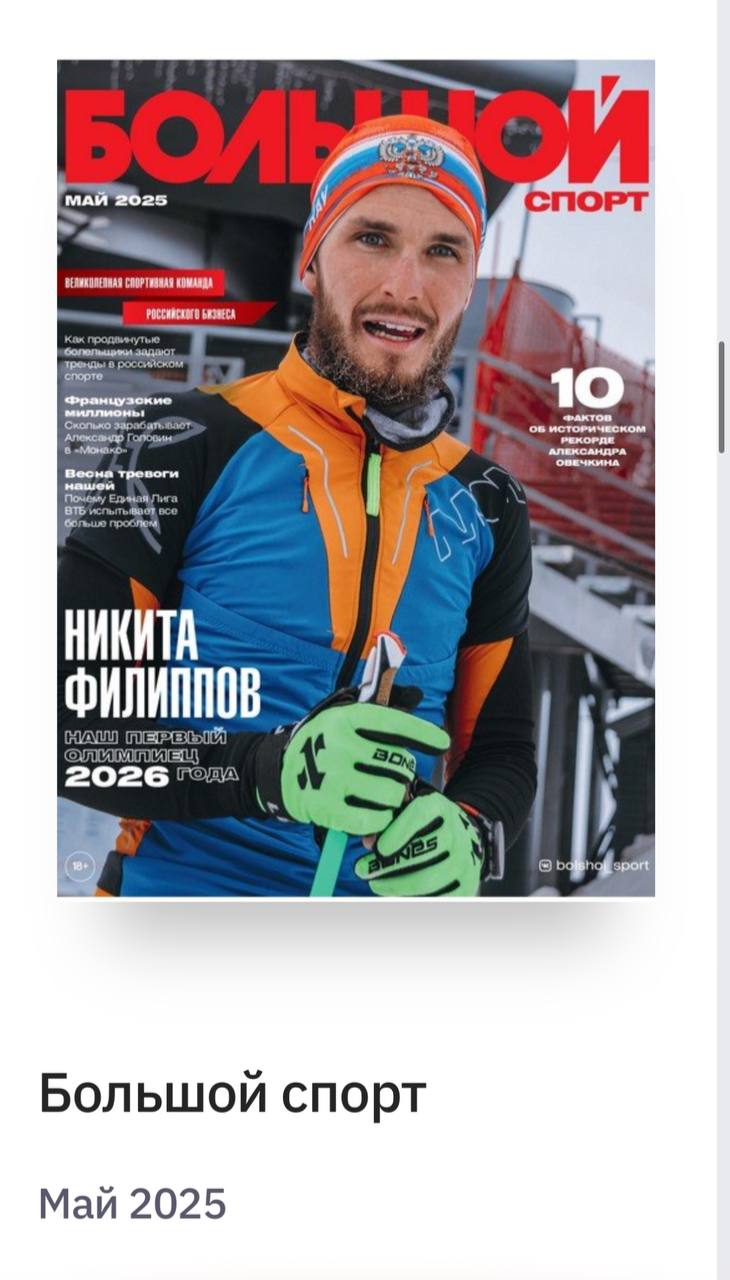 БОЛЬШОЙ
МАЙ 2025
СПОРТ
ВЕЛИКОЛЕПНАЯ СПОРТИВНАЯ КОМАНДА
РОССИЙСКОГО БИЗНЕСА
Как продвинутые
болельщики задают
тренды в российском
спорте
Французские
миллионы
Сколько зарабатывает
Александр Головин
в «Монако»
Весна тревоги
нашей
Почему Единая Лига
ВТБ испытывает все
больше проблем
10
ФАКТОВ
ОБ ИСТОРИЧЕСКОМ
РЕКОРДЕ
АЛЕКСАНДРА
ОВЕЧКИНА
НИКИТА
ФИЛИППОВ
НАШ ПЕРВЫЙ
ОЛИМПИЕЦ
2026 ГОДА
BONES
18+
bolshoi_sport
Большой спорт
Май 2025